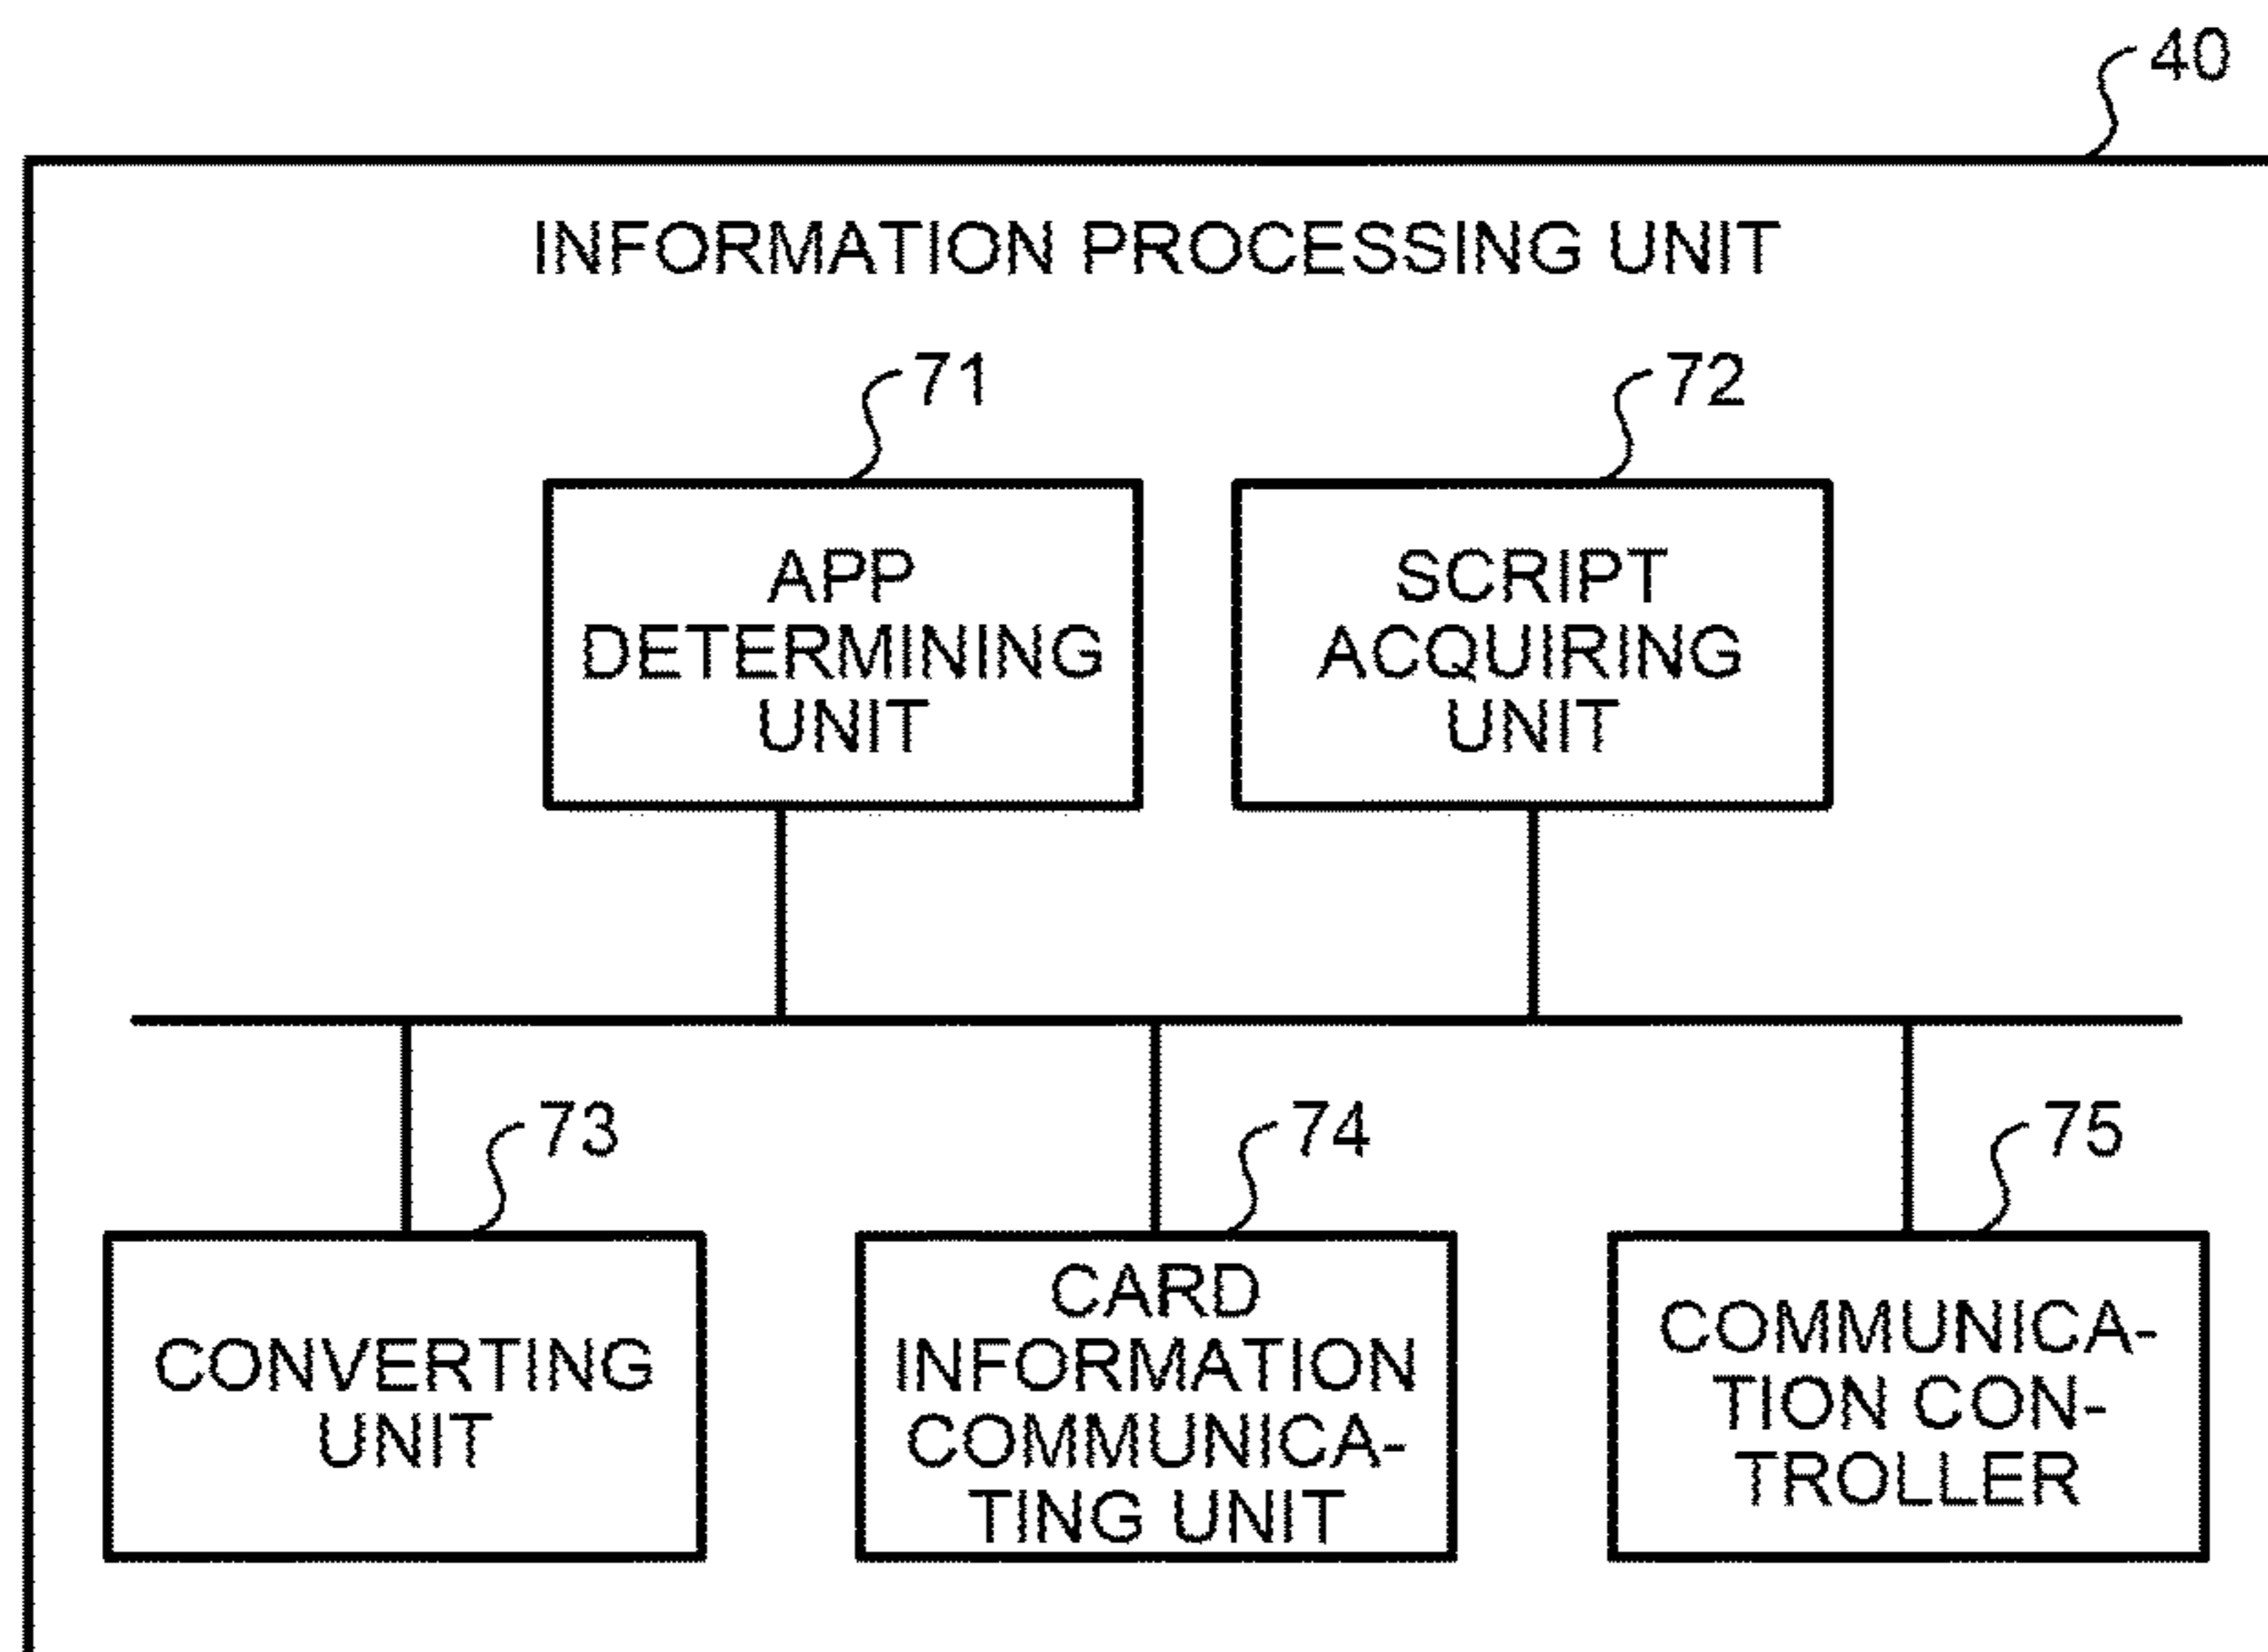 40
INFORMATION PROCESSING UNIT
71
72
APP
DETERMINING
UNIT
SCRIPT
ACQUIRING
UNIT
73
74
75
CONVERTING
UNIT
CARD
INFORMATION
COMMUNICA-
TING UNIT
COMMUNICA-
TION CON-
TROLLER